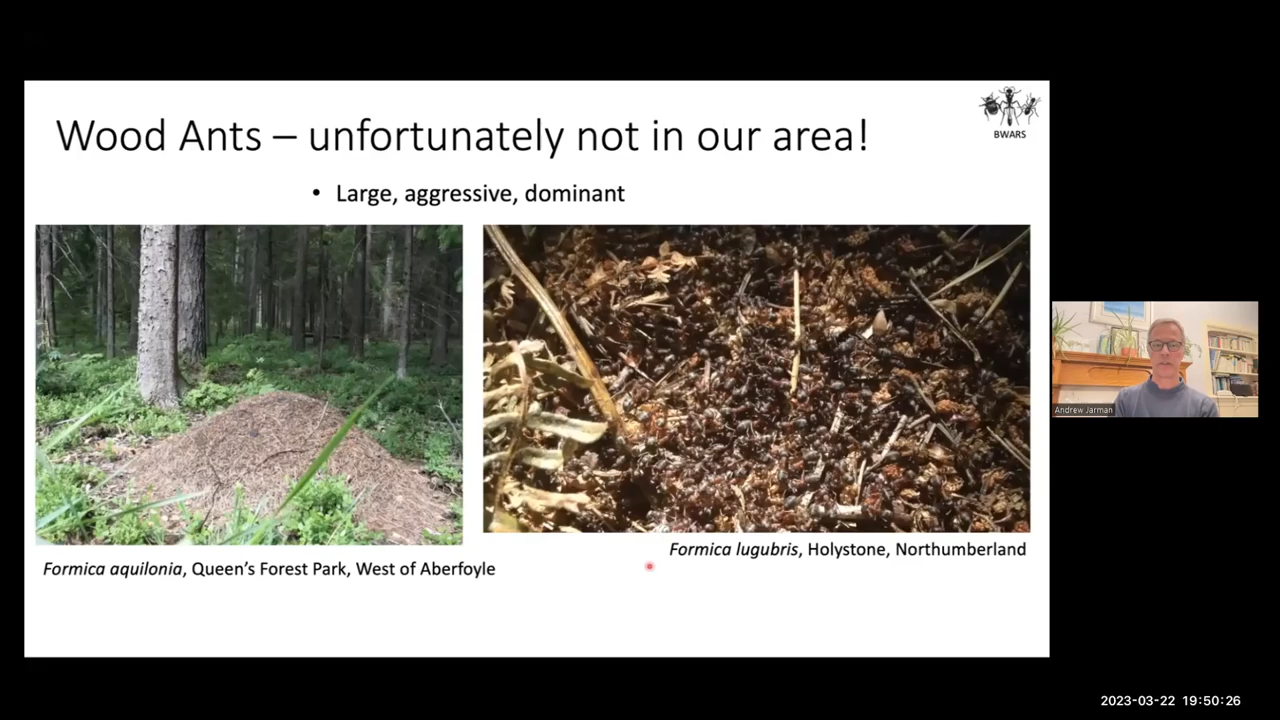 Wood Ants – unfortunately not in our area!
BWARS
• Large, aggressive, dominant
Formica aquilonia, Queen’s Forest Park, West of Aberfoyle
Formica lugubris, Holystone, Northumberland
Andrew Jarman
2023-03-22 19:50:26